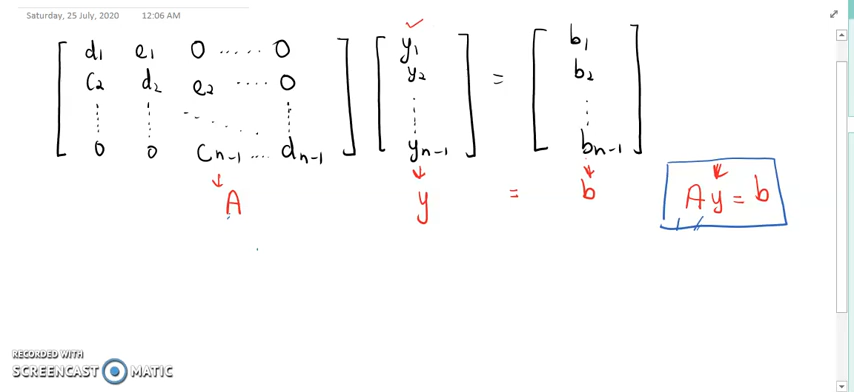 Saturday, 25 July, 2020 12:06 AM
d₁ e₁ 0 ...... 0 y₁ b₁
c₂ d₂ e₂ .... 0 y₂ = b₂
0 0 cₙ₋₁ .... dₙ₋₁ yₙ₋₁ bₙ₋₁
A y = b
A y = b
RECORDED WITH
SCREENCAST MATIC